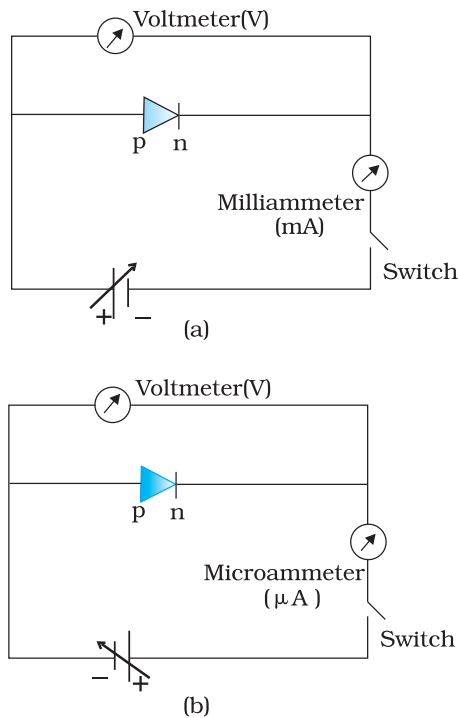 Voltmeter(V)
p n
Milliammeter
(mA)
Switch
+ −
(a)
Voltmeter(V)
p n
Microammeter
(μA)
Switch
− +
(b)